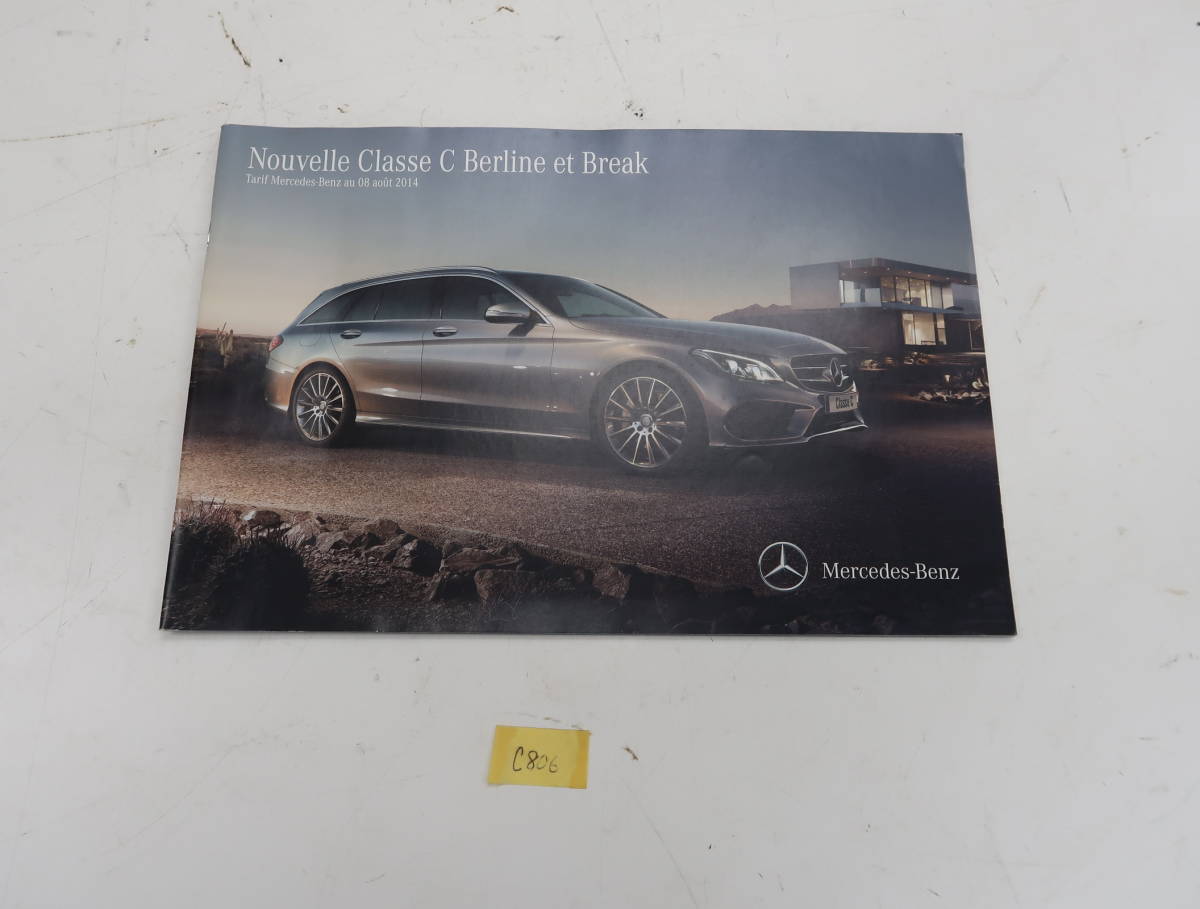 Nouvelle Classe C Berline et Break
Tarif Mercedes-Benz au 08 août 2014
Classe C
Mercedes-Benz
C806